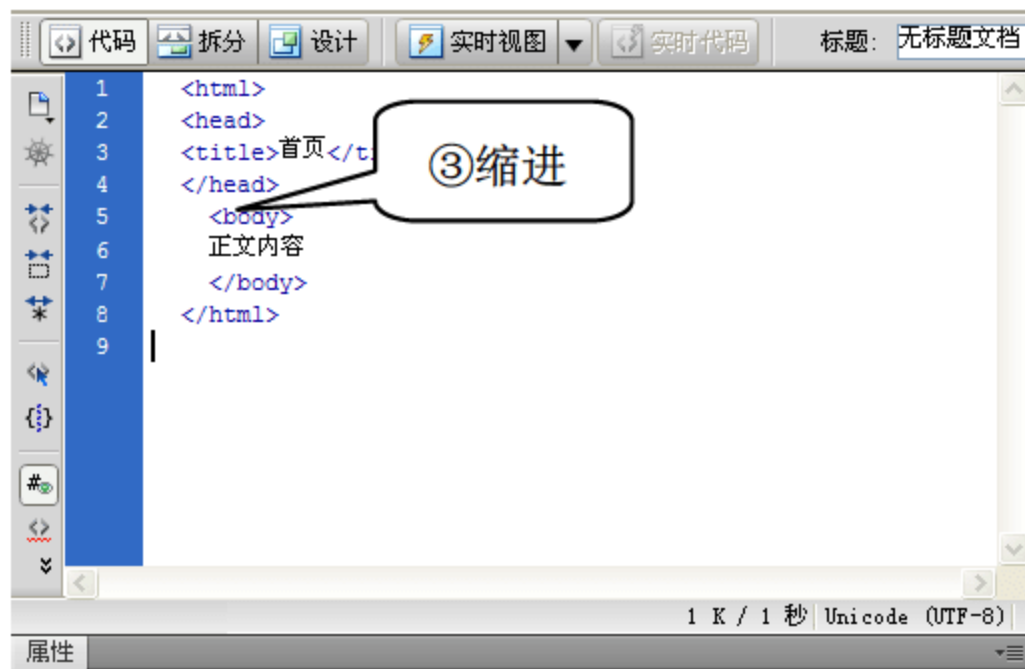 代码 拆分 设计 实时视图 实时代码 标题: 无标题文档
1 <html>
2 <head>
3 <title>首页</t
③缩进
4 </head>
5 <body>
6 正文内容
7 </body>
8 </html>
9
1 K / 1 秒 Unicode (UTF-8)
属性